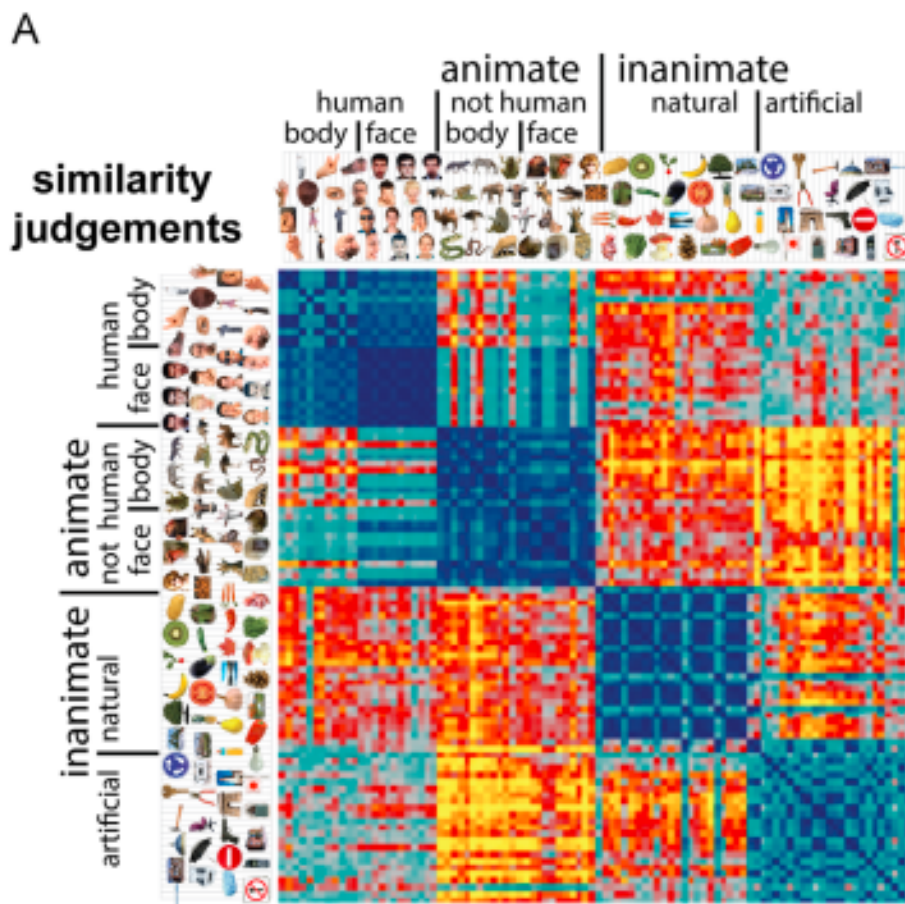 A
animate inanimate
human not human natural artificial
body face body face
similarity
judgements
animate
human
body
face
not human
body
face
inanimate
natural
artificial